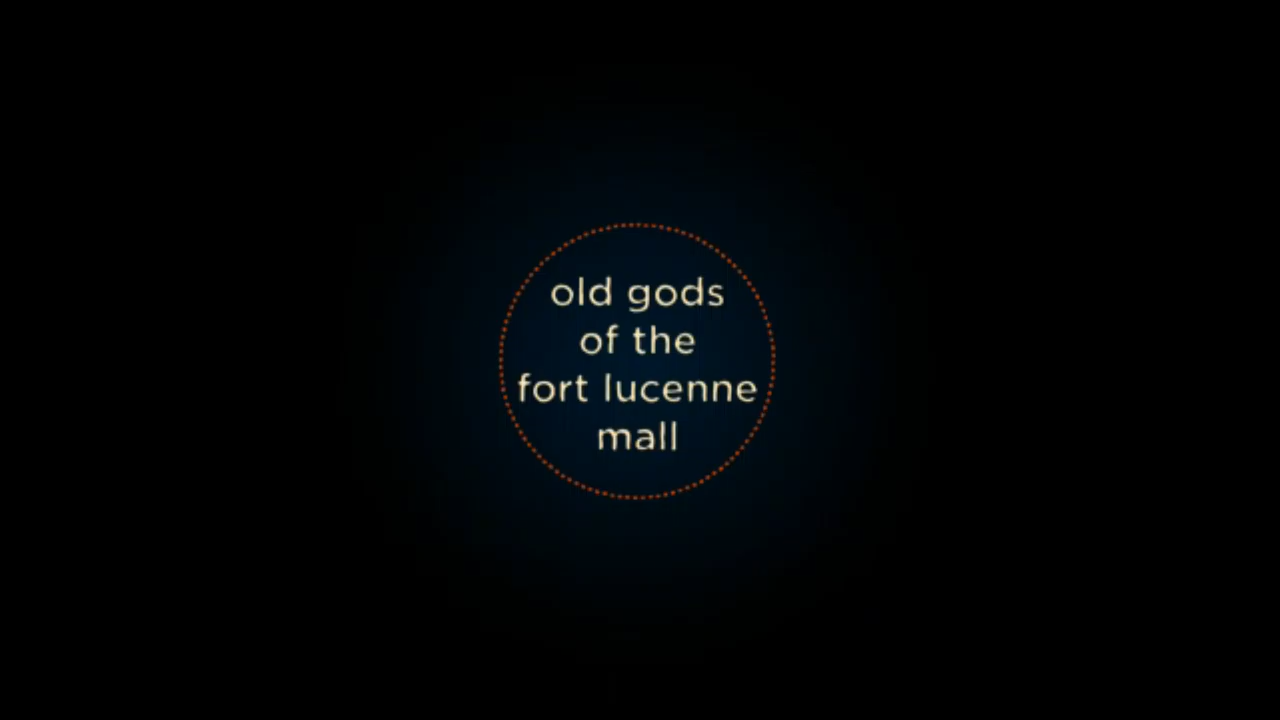 old gods
of the
fort lucenne
mall